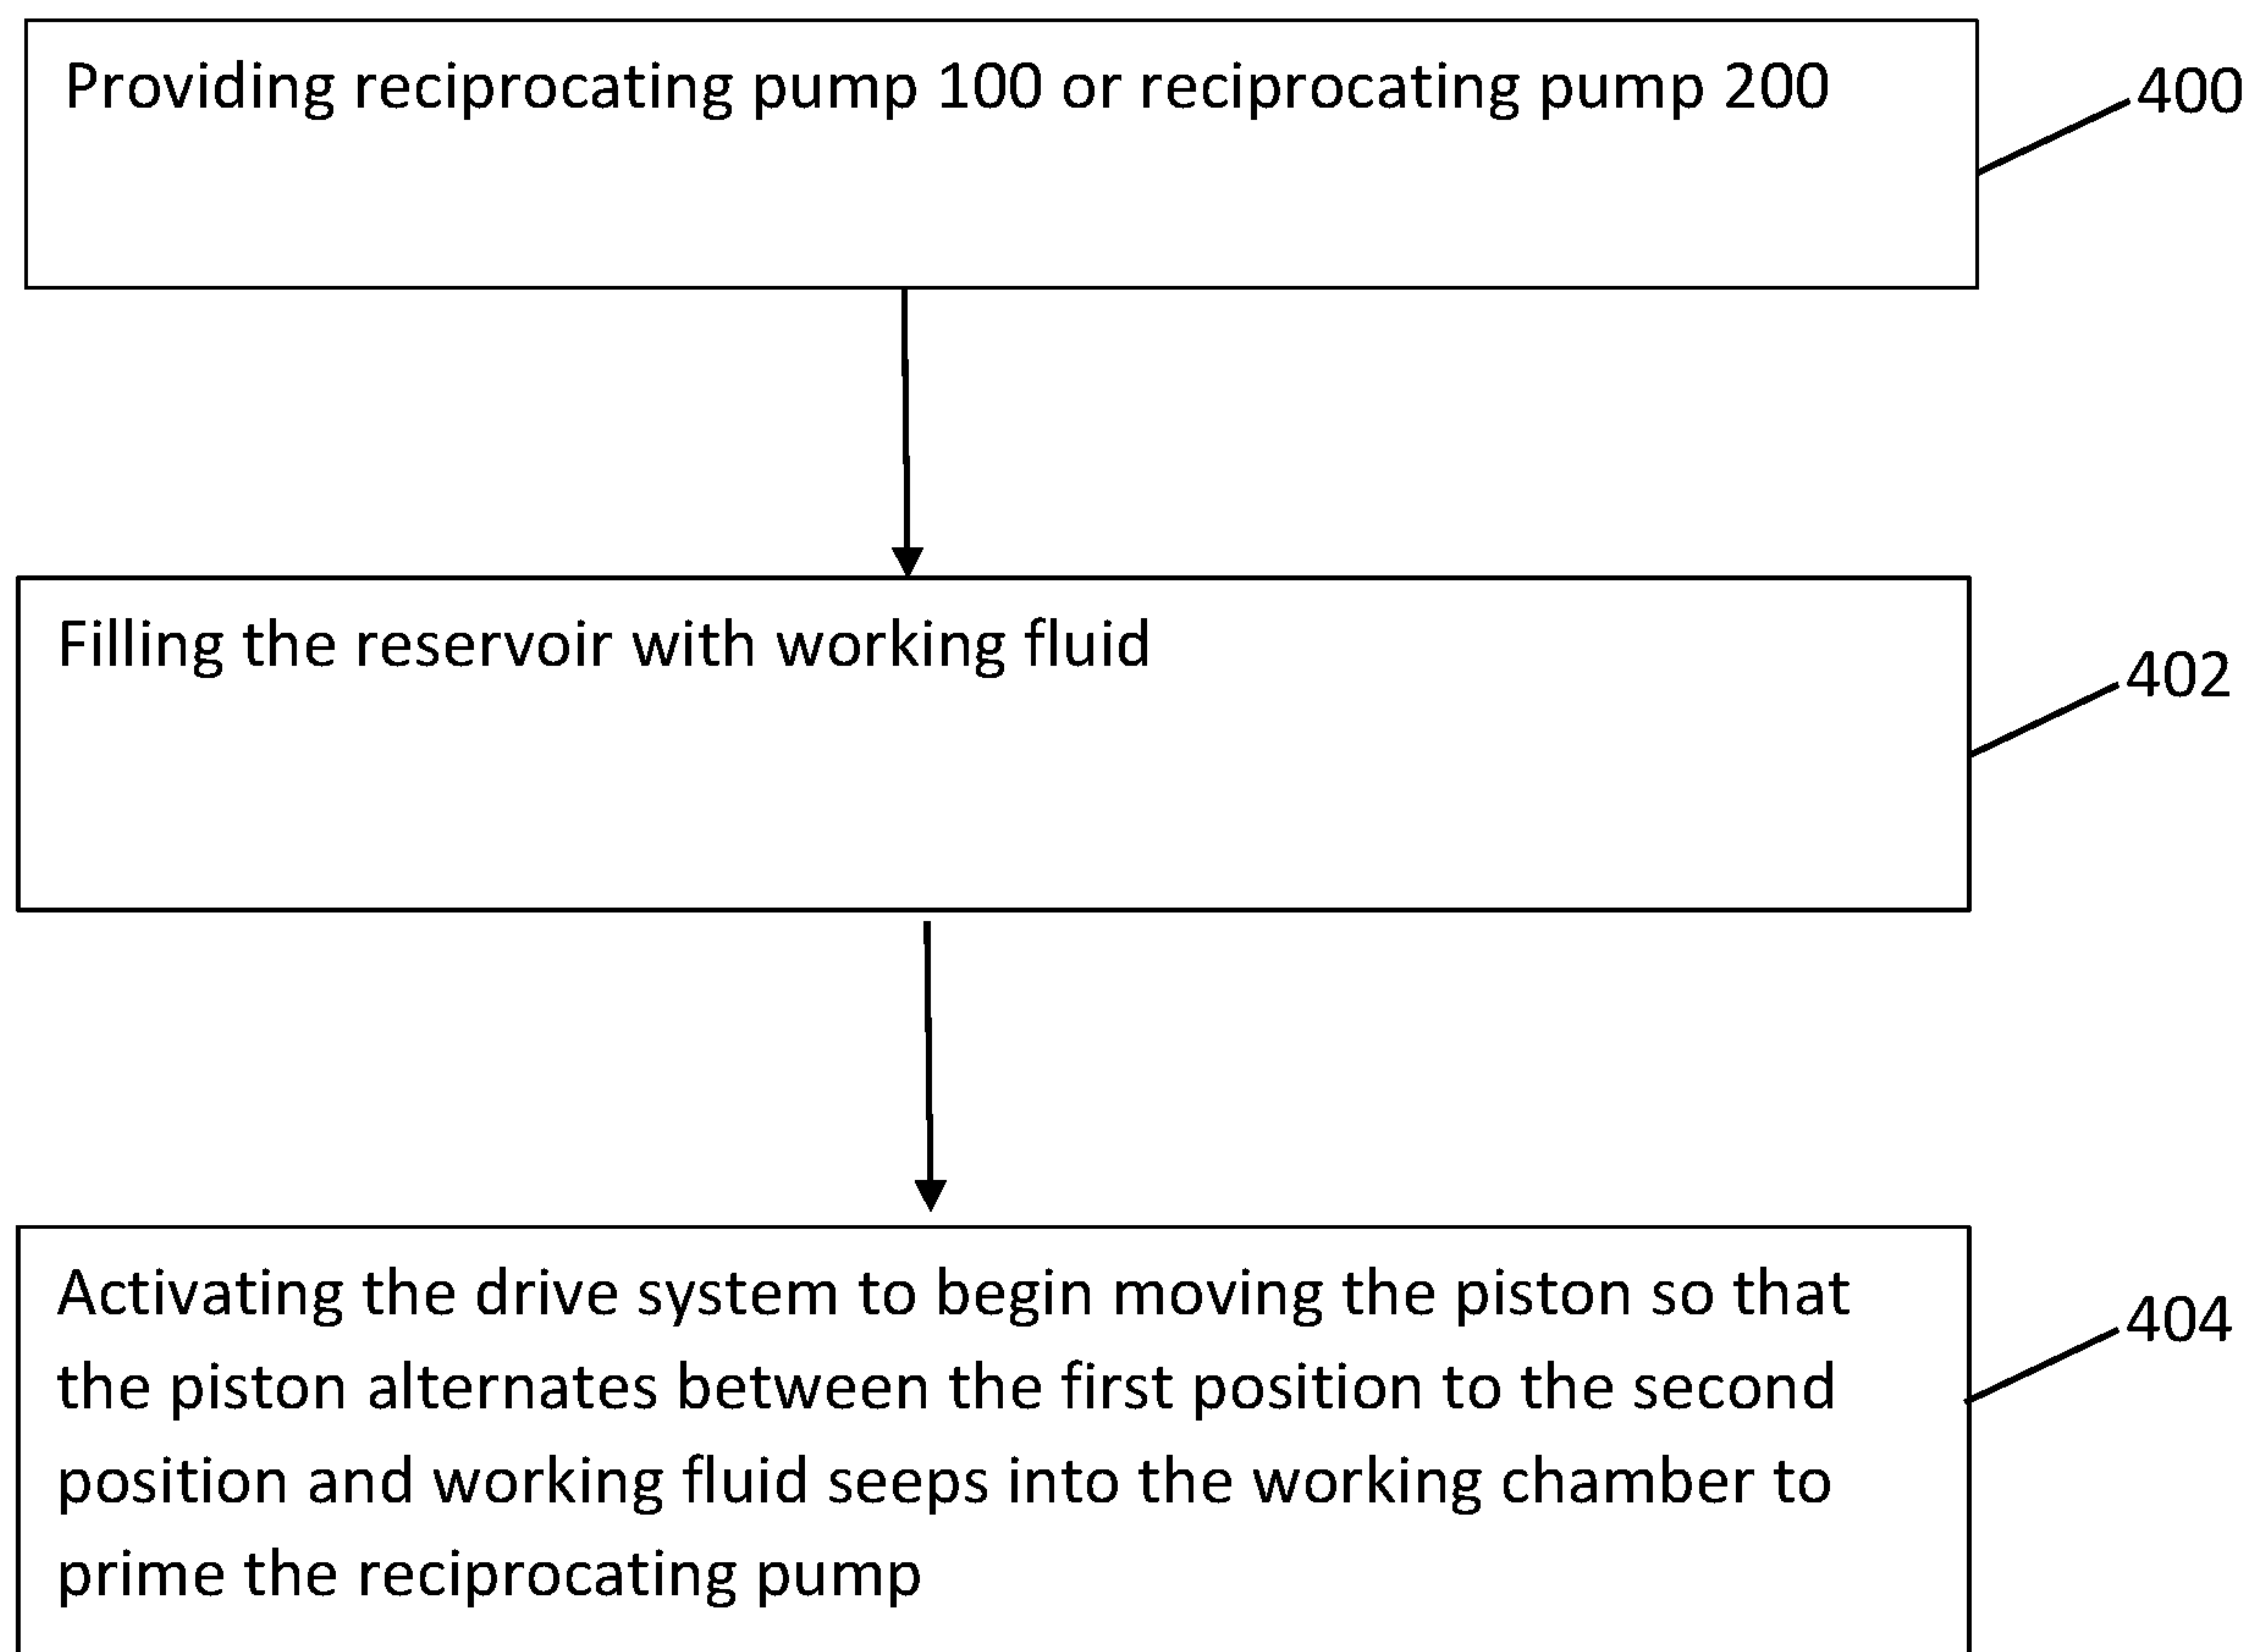 Providing reciprocating pump 100 or reciprocating pump 200
400
Filling the reservoir with working fluid
402
Activating the drive system to begin moving the piston so that
the piston alternates between the first position to the second
position and working fluid seeps into the working chamber to
prime the reciprocating pump
404